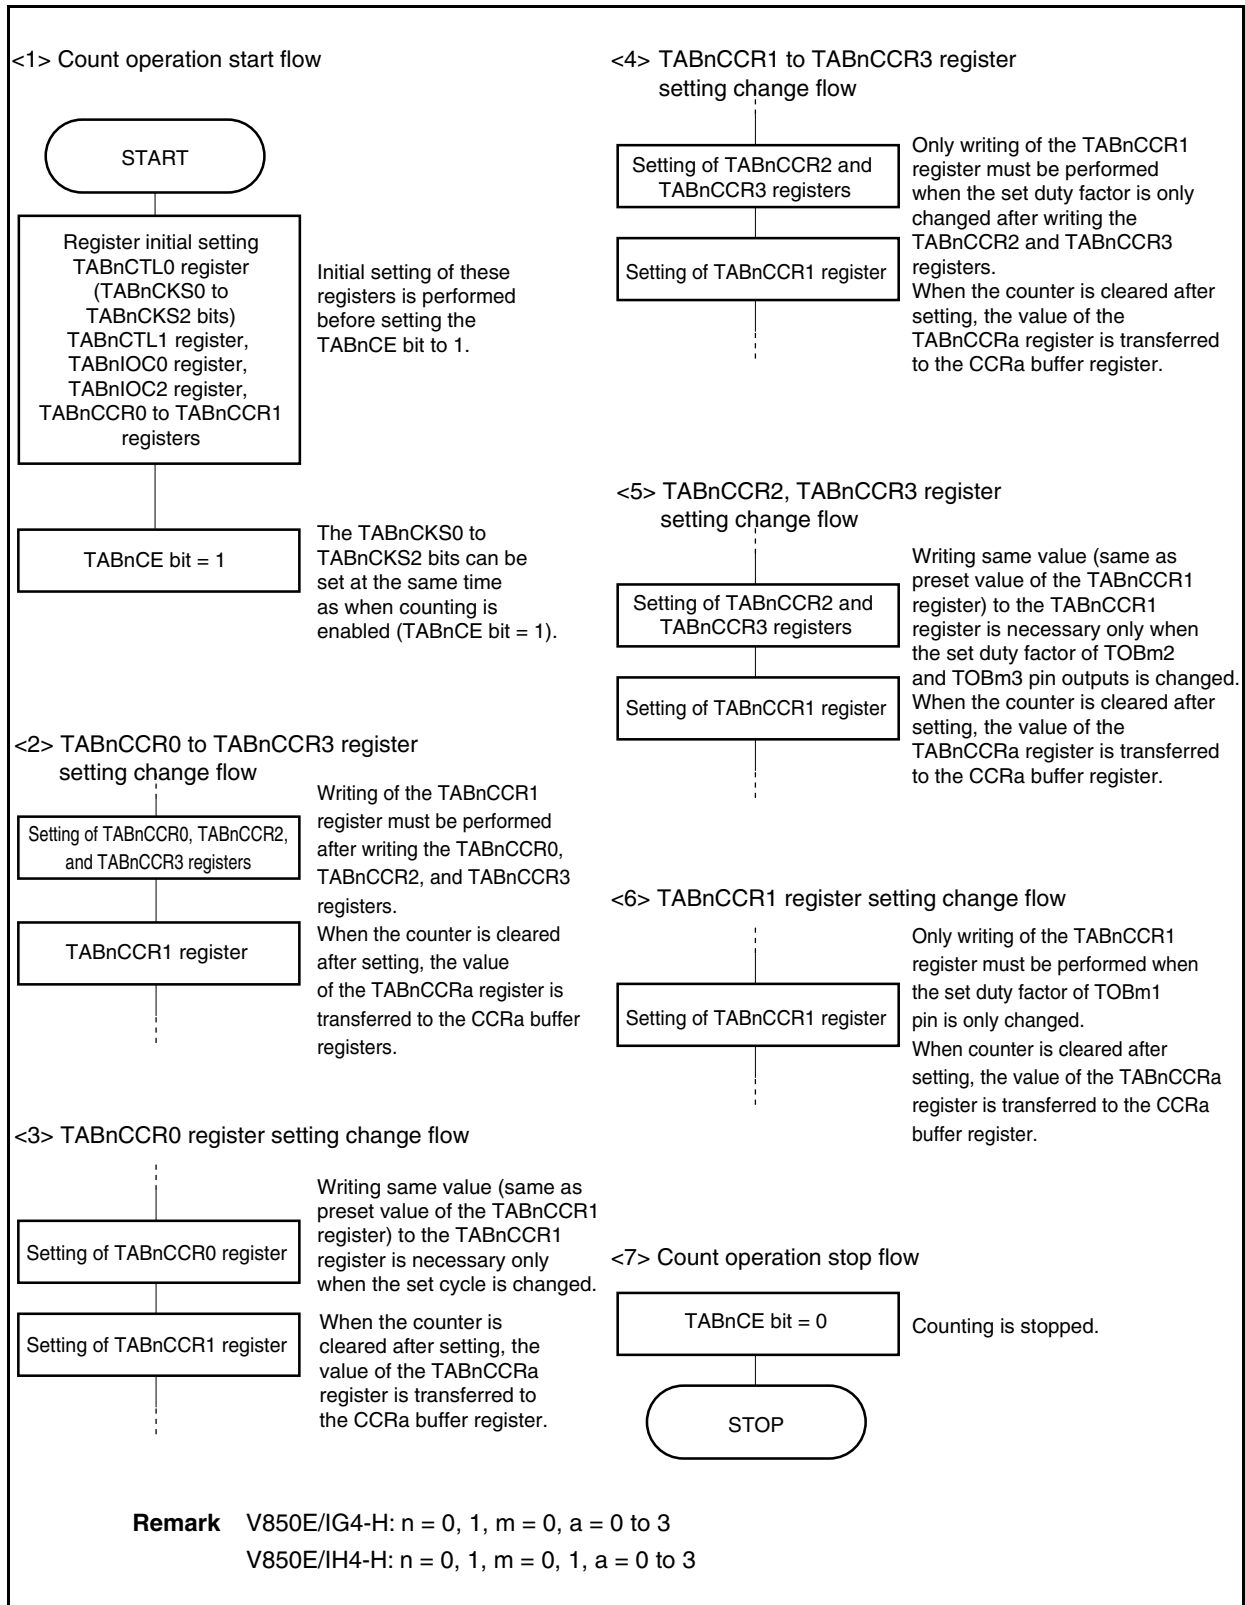 <1> Count operation start flow
START
Register initial setting
TABnCTL0 register
(TABnCKS0 to
TABnCKS2 bits)
TABnCTL1 register,
TABnIOC0 register,
TABnIOC2 register,
TABnCCR0 to TABnCCR1
registers
Initial setting of these
registers is performed
before setting the
TABnCE bit to 1.
TABnCE bit = 1
The TABnCKS0 to
TABnCKS2 bits can be
set at the same time
as when counting is
enabled (TABnCE bit = 1).
<2> TABnCCR0 to TABnCCR3 register
setting change flow
Setting of TABnCCR0, TABnCCR2,
and TABnCCR3 registers
TABnCCR1 register
Writing of the TABnCCR1
register must be performed
after writing the TABnCCR0,
TABnCCR2, and TABnCCR3
registers.
When the counter is cleared
after setting, the value
of the TABnCCRa register is
transferred to the CCRa buffer
registers.
<3> TABnCCR0 register setting change flow
Setting of TABnCCR0 register
Setting of TABnCCR1 register
Writing same value (same as
preset value of the TABnCCR1
register) to the TABnCCR1
register is necessary only
when the set cycle is changed.
When the counter is
cleared after setting, the
value of the TABnCCRa
register is transferred to
the CCRa buffer register.
<4> TABnCCR1 to TABnCCR3 register
setting change flow
Setting of TABnCCR2 and
TABnCCR3 registers
Setting of TABnCCR1 register
Only writing of the TABnCCR1
register must be performed
when the set duty factor is only
changed after writing the
TABnCCR2 and TABnCCR3
registers.
When the counter is cleared after
setting, the value of the
TABnCCRa register is transferred
to the CCRa buffer register.
<5> TABnCCR2, TABnCCR3 register
setting change flow
Setting of TABnCCR2 and
TABnCCR3 registers
Setting of TABnCCR1 register
Writing same value (same as
preset value of the TABnCCR1
register) to the TABnCCR1
register is necessary only when
the set duty factor of TOBm2
and TOBm3 pin outputs is changed.
When the counter is cleared after
setting, the value of the
TABnCCRa register is transferred
to the CCRa buffer register.
<6> TABnCCR1 register setting change flow
Setting of TABnCCR1 register
Only writing of the TABnCCR1
register must be performed when
the set duty factor of TOBm1
pin is only changed.
When counter is cleared after
setting, the value of the TABnCCRa
register is transferred to the CCRa
buffer register.
<7> Count operation stop flow
TABnCE bit = 0
Counting is stopped.
STOP
Remark V850E/IG4-H: n = 0, 1, m = 0, a = 0 to 3
V850E/IH4-H: n = 0, 1, m = 0, 1, a = 0 to 3